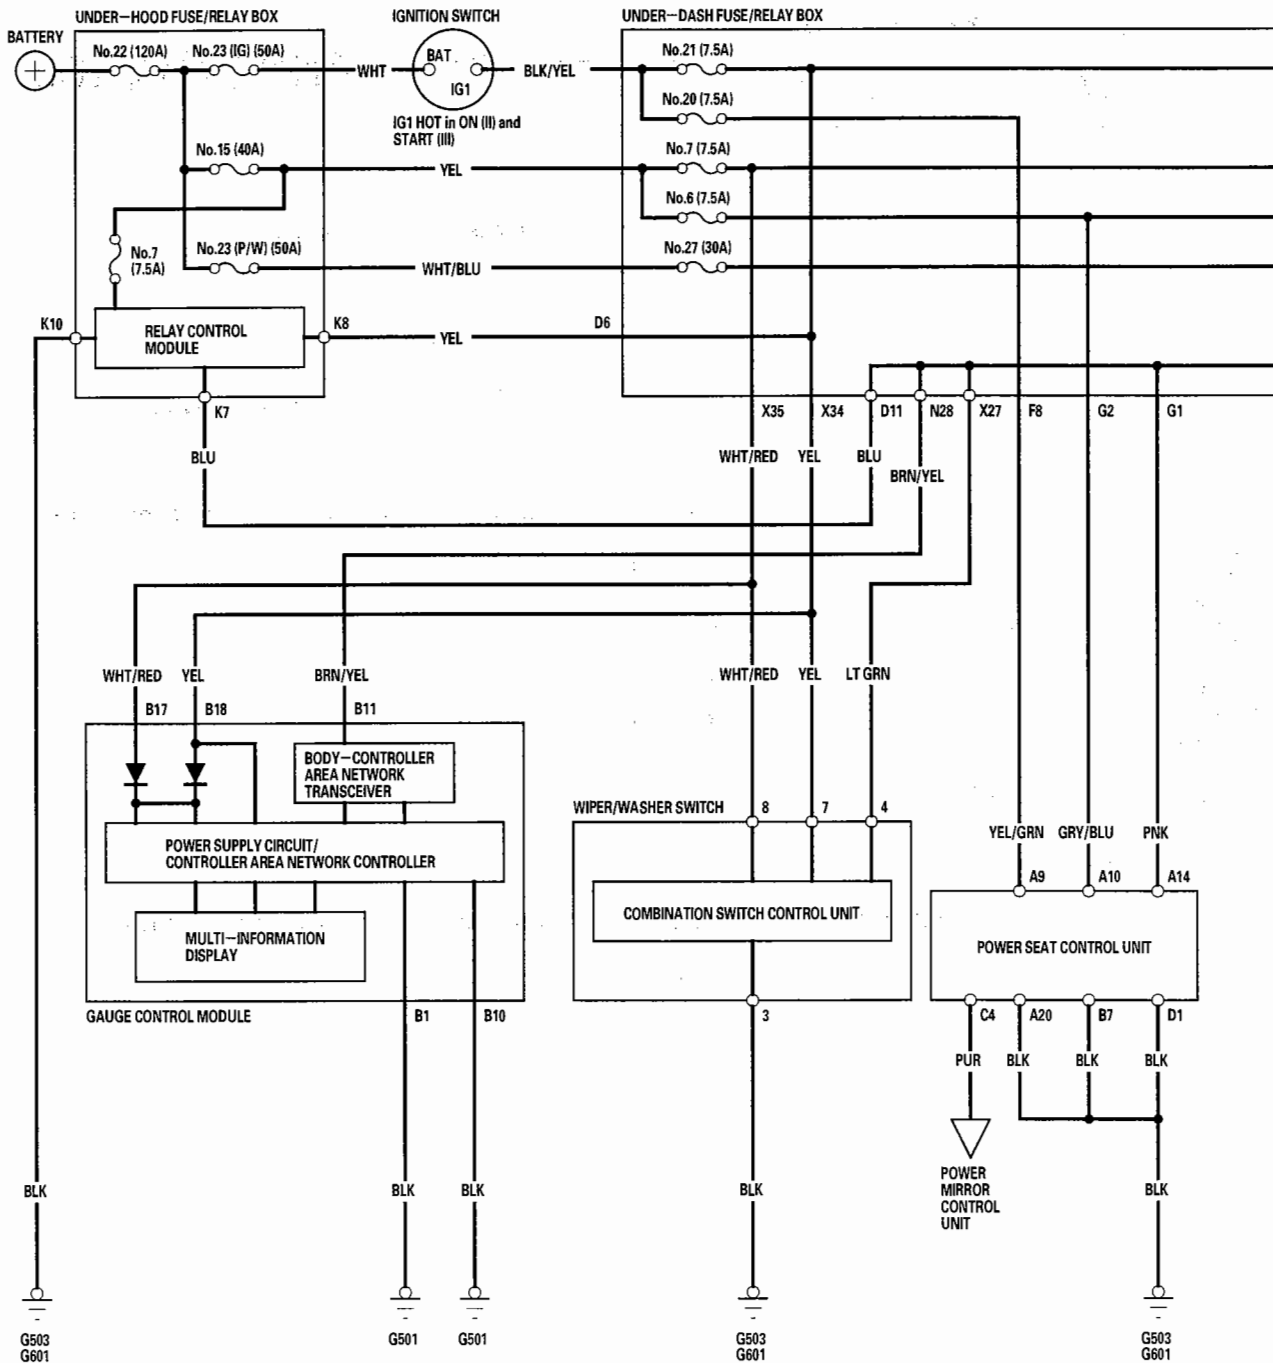 UNDER-HOOD FUSE/RELAY BOX
IGNITION SWITCH
UNDER-DASH FUSE/RELAY BOX
BATTERY
No.22 (120A)
No.23 (IG) (50A)
WHT
BAT
IG1
BLK/YEL
No.21 (7.5A)
No.20 (7.5A)
IG1 HOT in ON (II) and
START (III)
No.15 (40A)
YEL
No.7 (7.5A)
No.6 (7.5A)
No.7
(7.5A)
No.23 (P/W) (50A)
WHT/BLU
No.27 (30A)
K10
RELAY CONTROL
MODULE
K8
YEL
D6
K7
X35
X34
D11
N28
X27
F8
G2
G1
BLU
WHT/RED
YEL
BLU
BRN/YEL
WHT/RED
YEL
BRN/YEL
WHT/RED
YEL
LT GRN
B17
B18
B11
BODY-CONTROLLER
AREA NETWORK
TRANSCEIVER
WIPER/WASHER SWITCH
8
7
4
POWER SUPPLY CIRCUIT/
CONTROLLER AREA NETWORK CONTROLLER
YEL/GRN
GRY/BLU
PNK
A9
A10
A14
COMBINATION SWITCH CONTROL UNIT
MULTI-INFORMATION
DISPLAY
POWER SEAT CONTROL UNIT
GAUGE CONTROL MODULE
B1
B10
3
C4
A20
B7
D1
PUR
BLK
BLK
BLK
POWER
MIRROR
CONTROL
UNIT
BLK
BLK
BLK
BLK
BLK
G503
G601
G501
G501
G503
G601
G503
G601